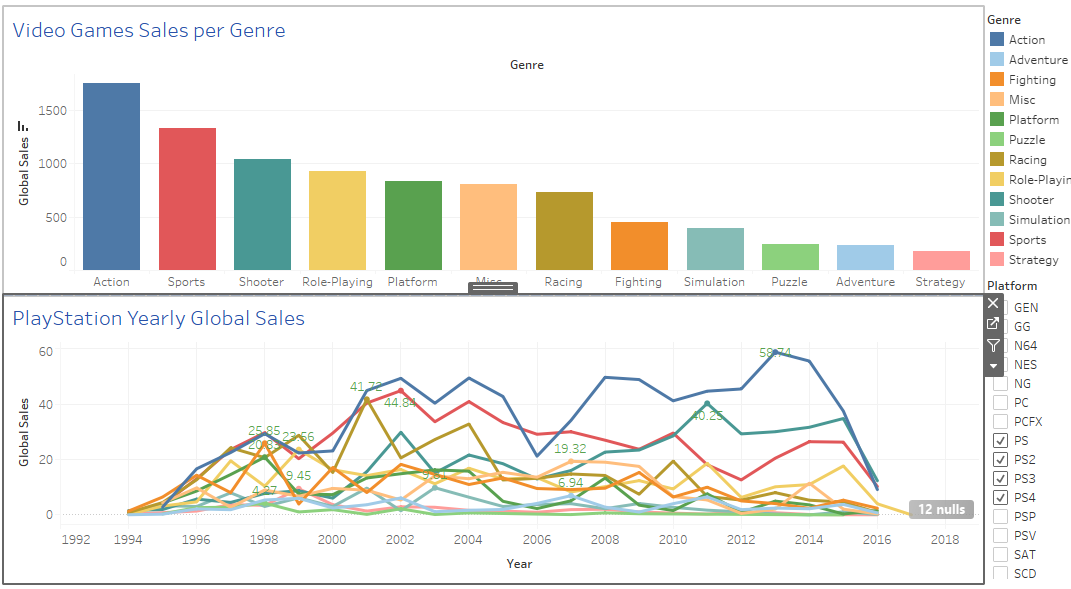 Video Games Sales per Genre
Genre
Global Sales
1500
1000
500
0
Action Sports Shooter Role-Playing Platform Misc Racing Fighting Simulation Puzzle Adventure Strategy
PlayStation Yearly Global Sales
Global Sales
60
40
20
0
58.74
41.72
44.84
40.25
25.85
23.56
19.32
9.45
6.94
4.27
12 nulls
1992 1994 1996 1998 2000 2002 2004 2006 2008 2010 2012 2014 2016 2018
Year
Genre
Action
Adventure
Fighting
Misc
Platform
Puzzle
Racing
Role-Playin
Shooter
Simulation
Sports
Strategy
Platform
GEN
GG
N64
NES
NG
PC
PCFX
PS
PS2
PS3
PS4
PSP
PSV
SAT
SCD